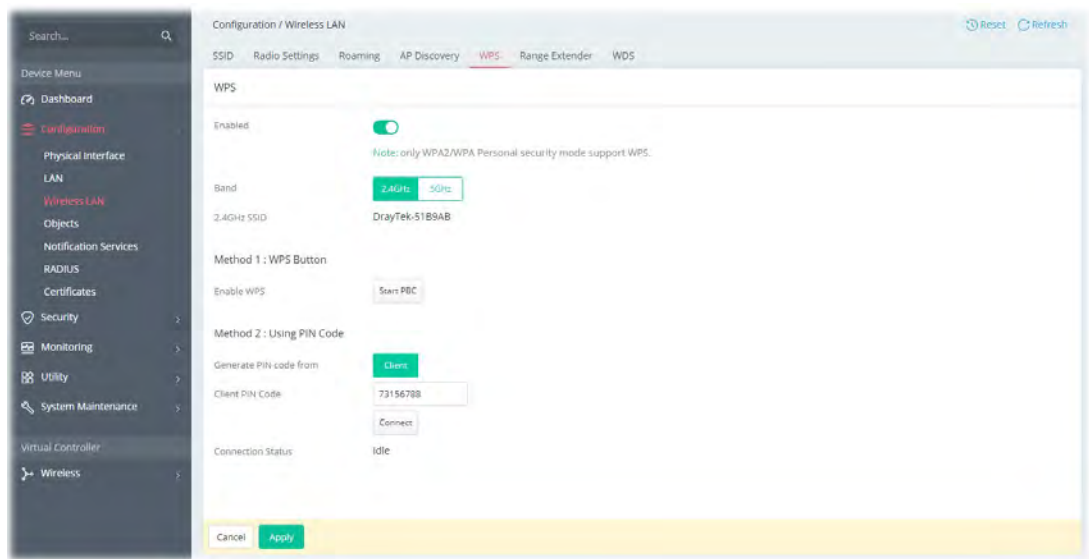 Search...
Device Menu
Dashboard
Configuration
Physical Interface
LAN
Wireless LAN
Objects
Notification Services
RADIUS
Certificates
Security
Monitoring
Utility
System Maintenance
Virtual Controller
Wireless
Configuration / Wireless LAN
Reset Refresh
SSID Radio Settings Roaming AP Discovery WPS Range Extender WDS
WPS
Enabled
Note: only WPA2/WPA Personal security mode support WPS.
Band 2.4GHz 5GHz
2.4GHz SSID DrayTek-51B9AB
Method 1 : WPS Button
Enable WPS Start PBC
Method 2 : Using PIN Code
Generate PIN code from Client
Client PIN Code 73156788
Connect
Connection Status Idle
Cancel Apply